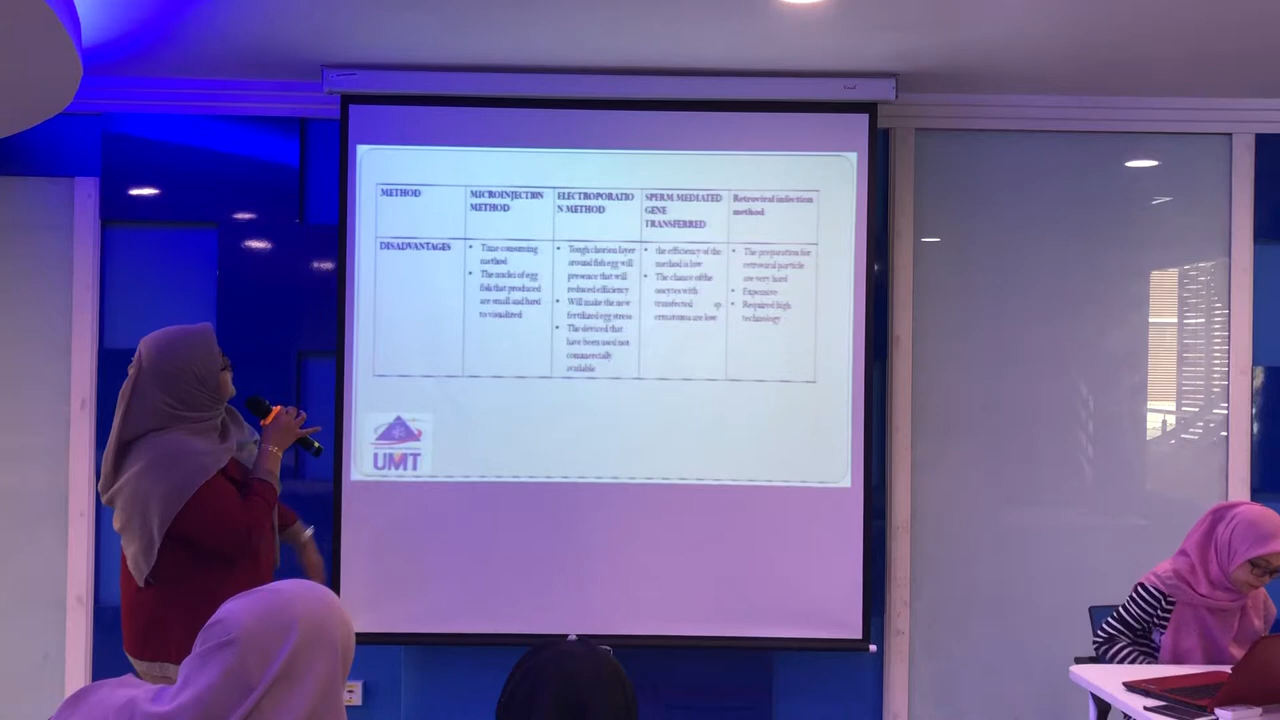 METHOD
MICROINJECTION
METHOD
ELECTROPORATIO
N METHOD
SPERM MEDIATED
GENE
TRANSFERRED
Retroviral infection
method
DISADVANTAGES
• Time consuming
method
• The nuclei of egg
fish that produced
are small and hard
to visualized
• Tough chorion layer
around fish egg will
presence that will
reduced efficiency
• Will make the new
fertilized egg stress
• The deviced that
have been used not
commercially
available
• the efficiency of the
method is low
• The chance of the
oocytes with
transfected sp
ermatozoa are low
• The preparation for
retroviral particle
are very hard
• Expensive
• Required high
technology
UMT